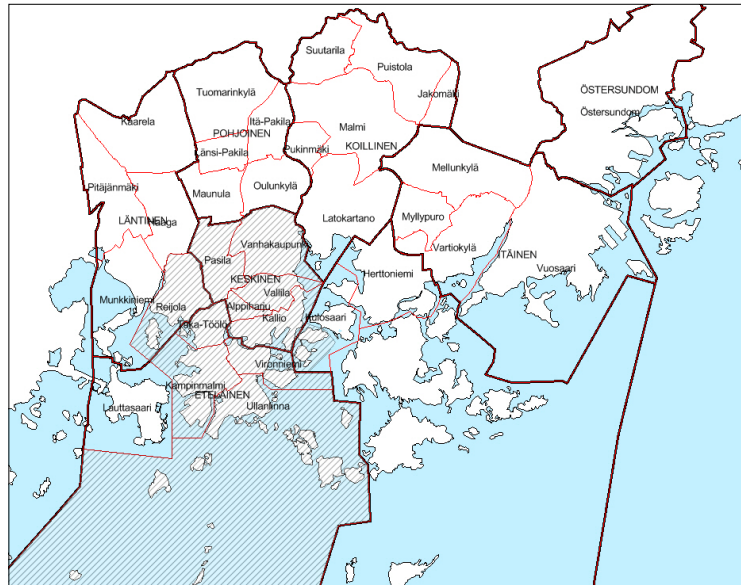 Suutarila
Puistola
Jakomäki
Tuomarinkylä
ÖSTERSUNDOM
Östersundom
Kaarela
Itä-Pakila
POHJOINEN
Malmi
Länsi-Pakila
Pukinmäki
KOILLINEN
Mellunkylä
Pitäjänmäki
Maunula
Oulunkylä
LÄNTINEN
Haaga
Latokartano
Myllypuro
Vanhakaupunki
Vartiokylä
ITÄINEN
Pasila
Vuosaari
KESKINEN
Herttoniemi
Munkkiniemi
Vallila
Reijola
Alppiharju
Kallio
Kulosaari
Taka-Töölö
Vironniemi
Kampinmalmi
ETELÄINEN
Lauttasaari
Ullanlinna